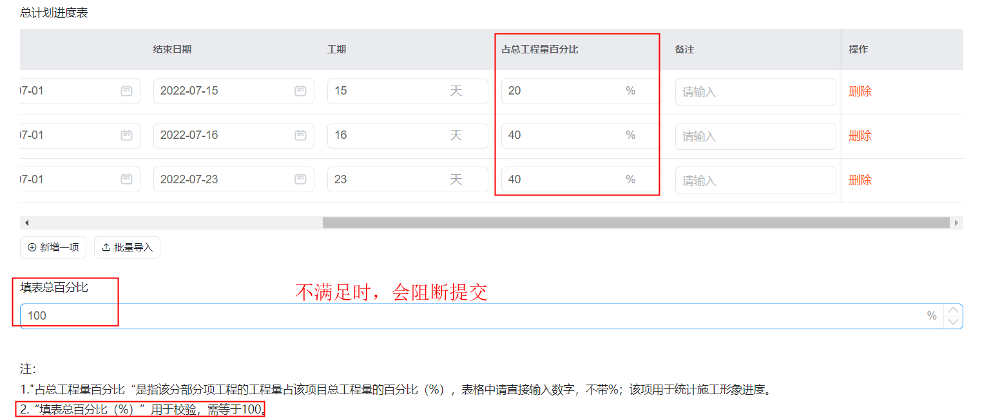 总计划进度表
结束日期 工期 占总工程量百分比 备注 操作
07-01 2022-07-15 15 天 20 % 请输入 删除
07-01 2022-07-16 16 天 40 % 请输入 删除
07-01 2022-07-23 23 天 40 % 请输入 删除
新增一项 批量导入
填表总百分比
不满足时，会阻断提交
100 %
注：
1."占总工程量百分比“是指该分部分项工程的工程量占该项目总工程量的百分比（%），表格中请直接输入数字，不带%；该项用于统计施工形象进度。
2.“填表总百分比（%）”用于校验，需等于100。